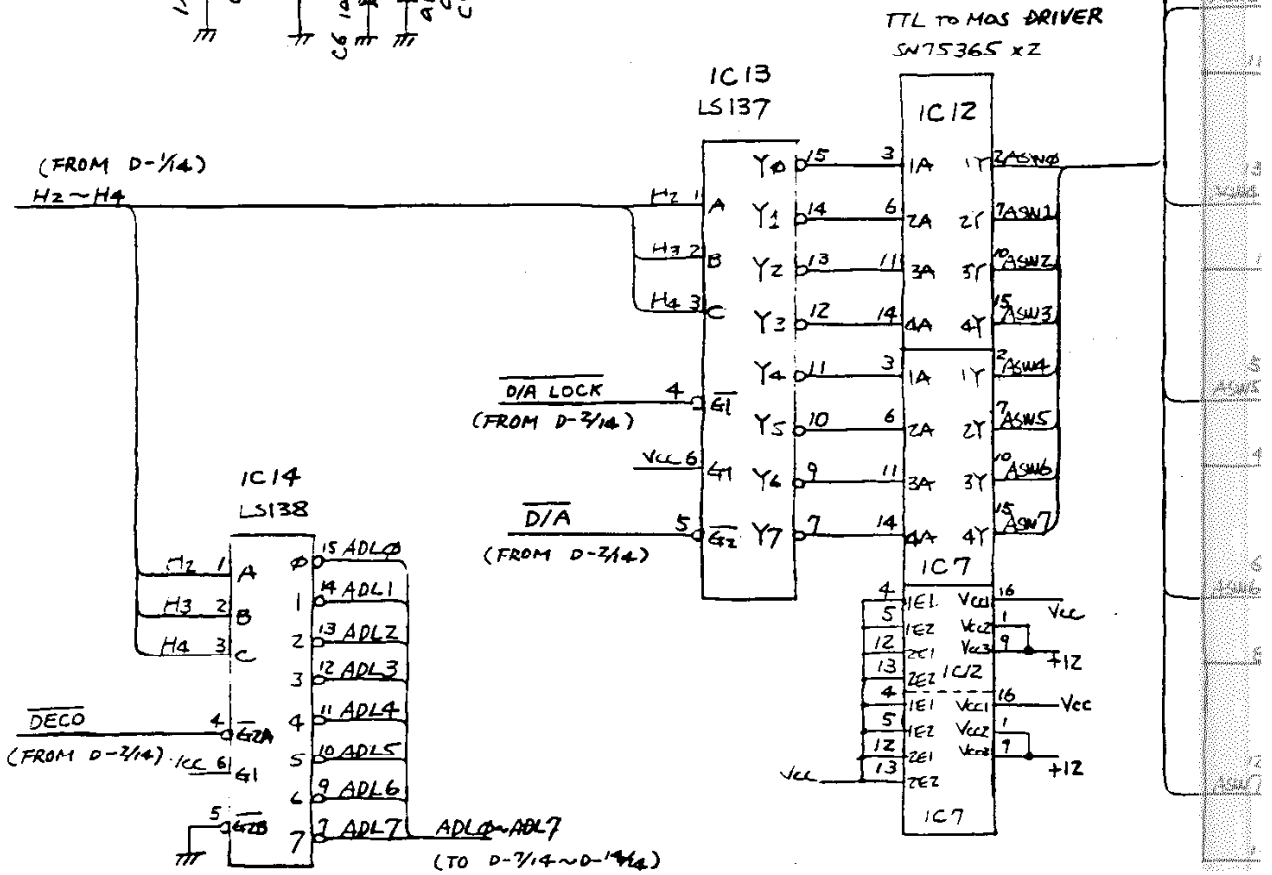 TTL TO MOS DRIVER
SN75365 x2
IC13
LS137
IC12
(FROM D-1/14)
H2~H4
H2 1 A
H3 2 B
H4 3 C
Y0 15 3 1A 1Y 2 ASW0
Y1 14 6 2A 2Y 7 ASW1
Y2 13 11 3A 3Y 10 ASW2
Y3 12 14 4A 4Y 15 ASW3
Y4 11 3 1A 1Y 2 ASW4
Y5 10 6 2A 2Y 7 ASW5
Y6 9 11 3A 3Y 10 ASW6
Y7 7 14 4A 4Y 15 ASW7
D/A LOCK 4 G1
(FROM D-2/14)
Vcc 6 G1
D/A 5 G2
(FROM D-2/14)
IC7
4 1E1 Vcc1 16 Vcc
5 1E2 Vcc2 1
12 2E1 Vcc3 9 +12
13 2E2 IC12
4 1E1 Vcc1 16 Vcc
5 1E2 Vcc2 1
12 2E1 Vcc3 9 +12
Vcc 13 2E2
IC7
IC14
LS138
H2 1 A
H3 2 B
H4 3 C
0 15 ADL0
1 14 ADL1
2 13 ADL2
3 12 ADL3
4 11 ADL4
5 10 ADL5
6 9 ADL6
7 7 ADL7
DECO 4 G2A
(FROM D-2/14)
Vcc 6 G1
5 G2B
ADL0~ADL7
(TO D-7/14~D-14/14)
C6
ASW5
ASW6
ASW7